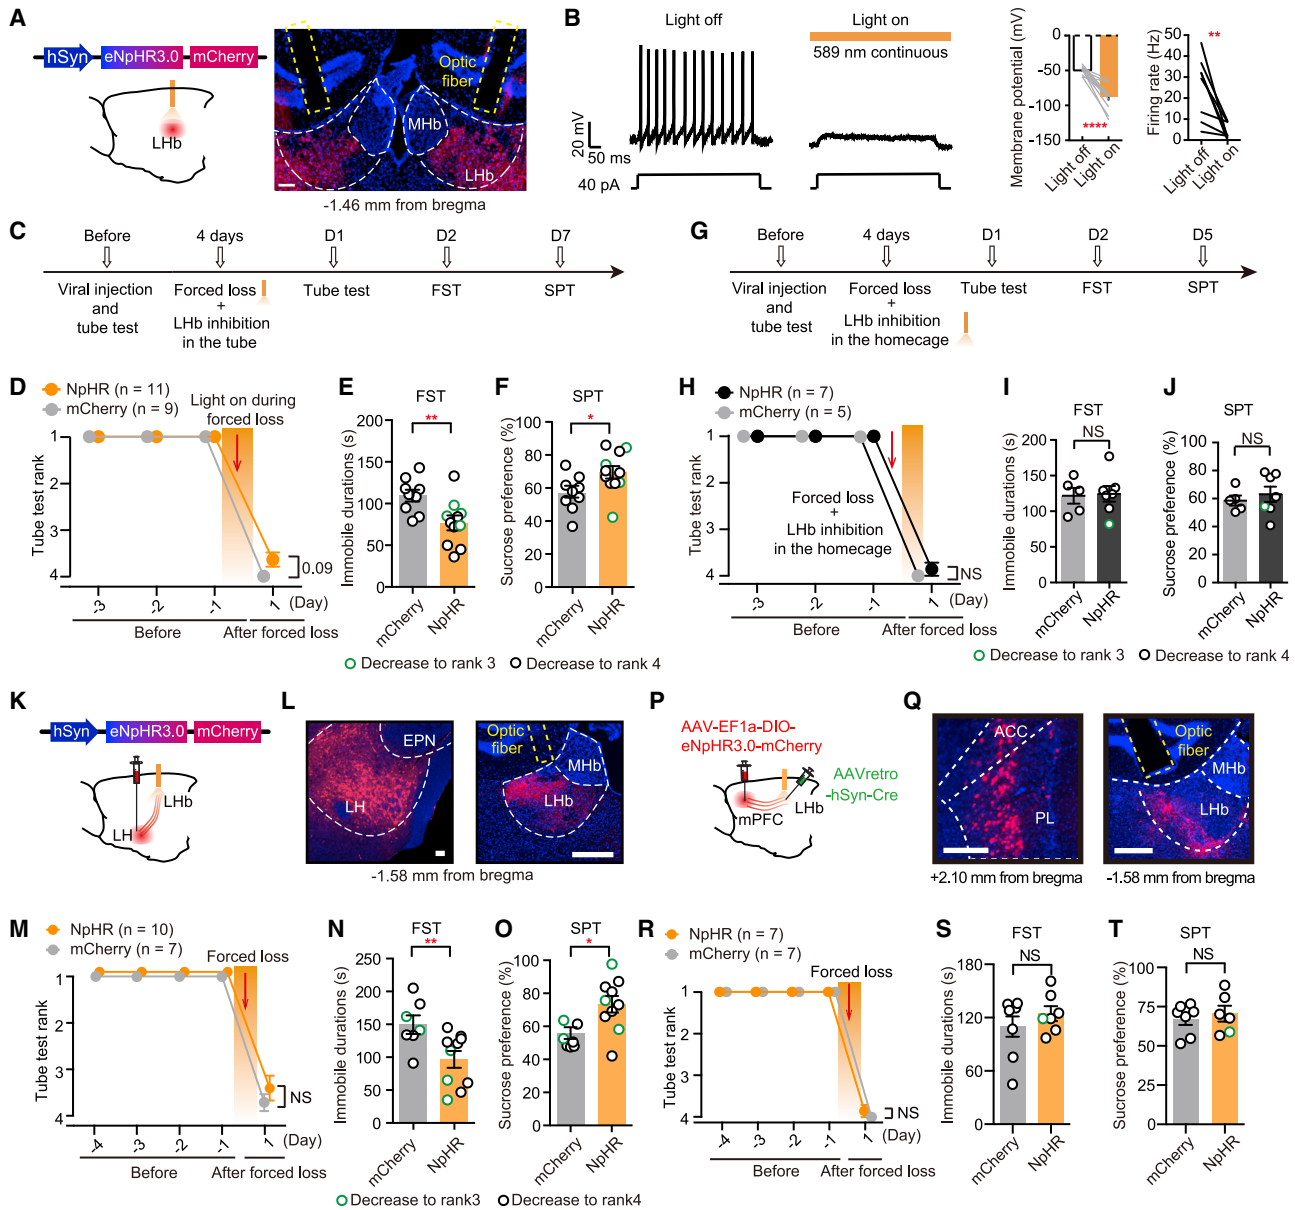 A
hSyn
eNpHR3.0
mCherry
LHb
Optic
fiber
MHb
LHb
-1.46 mm from bregma
B
Light off
Light on
589 nm continuous
20 mV
50 ms
40 pA
Membrane potential (mV)
0
-50
-100
-150
****
Light off
Light on
Firing rate (Hz)
50
40
30
20
10
0
**
Light off
Light on
C
Before
4 days
D1
D2
D7
Viral injection
and
tube test
Forced loss
+
LHb inhibition
in the tube
Tube test
FST
SPT
G
Before
4 days
D1
D2
D5
Viral injection
and
tube test
Forced loss
+
LHb inhibition
in the homecage
Tube test
FST
SPT
D
NpHR (n = 11)
mCherry (n = 9)
Light on during
forced loss
Tube test rank
1
2
3
4
0.09
-3
-2
-1
1
(Day)
Before
After forced loss
E
FST
**
Immobile durations (s)
200
150
100
50
0
mCherry
NpHR
F
SPT
*
Sucrose preference (%)
100
80
60
40
20
0
mCherry
NpHR
Decrease to rank 3
Decrease to rank 4
H
NpHR (n = 7)
mCherry (n = 5)
Tube test rank
1
2
3
4
Forced loss
+
LHb inhibition
in the homecage
NS
-3
-2
-1
1
(Day)
Before
After forced loss
I
FST
NS
Immobile durations (s)
200
150
100
50
0
mCherry
NpHR
J
SPT
NS
Sucrose preference (%)
100
80
60
40
20
0
mCherry
NpHR
Decrease to rank 3
Decrease to rank 4
K
hSyn
eNpHR3.0
mCherry
LHb
LH
L
EPN
LH
Optic
fiber
MHb
LHb
-1.58 mm from bregma
P
AAV-EF1a-DIO-
eNpHR3.0-mCherry
AAVretro
-hSyn-Cre
mPFC
LHb
Q
ACC
PL
+2.10 mm from bregma
Optic
fiber
MHb
LHb
-1.58 mm from bregma
M
NpHR (n = 10)
mCherry (n = 7)
Forced loss
Tube test rank
1
2
3
4
NS
-4
-3
-2
-1
1
(Day)
Before
After forced loss
N
FST
**
Immobile durations (s)
250
200
150
100
50
0
mCherry
NpHR
O
SPT
*
Sucrose preference (%)
100
80
60
40
20
0
mCherry
NpHR
Decrease to rank3
Decrease to rank4
R
NpHR (n = 7)
mCherry (n = 7)
Forced loss
Tube test rank
1
2
3
4
NS
-4
-3
-2
-1
1
(Day)
Before
After forced loss
S
FST
NS
Immobile durations (s)
180
120
60
0
mCherry
NpHR
T
SPT
NS
Sucrose preference (%)
100
75
50
25
0
mCherry
NpHR